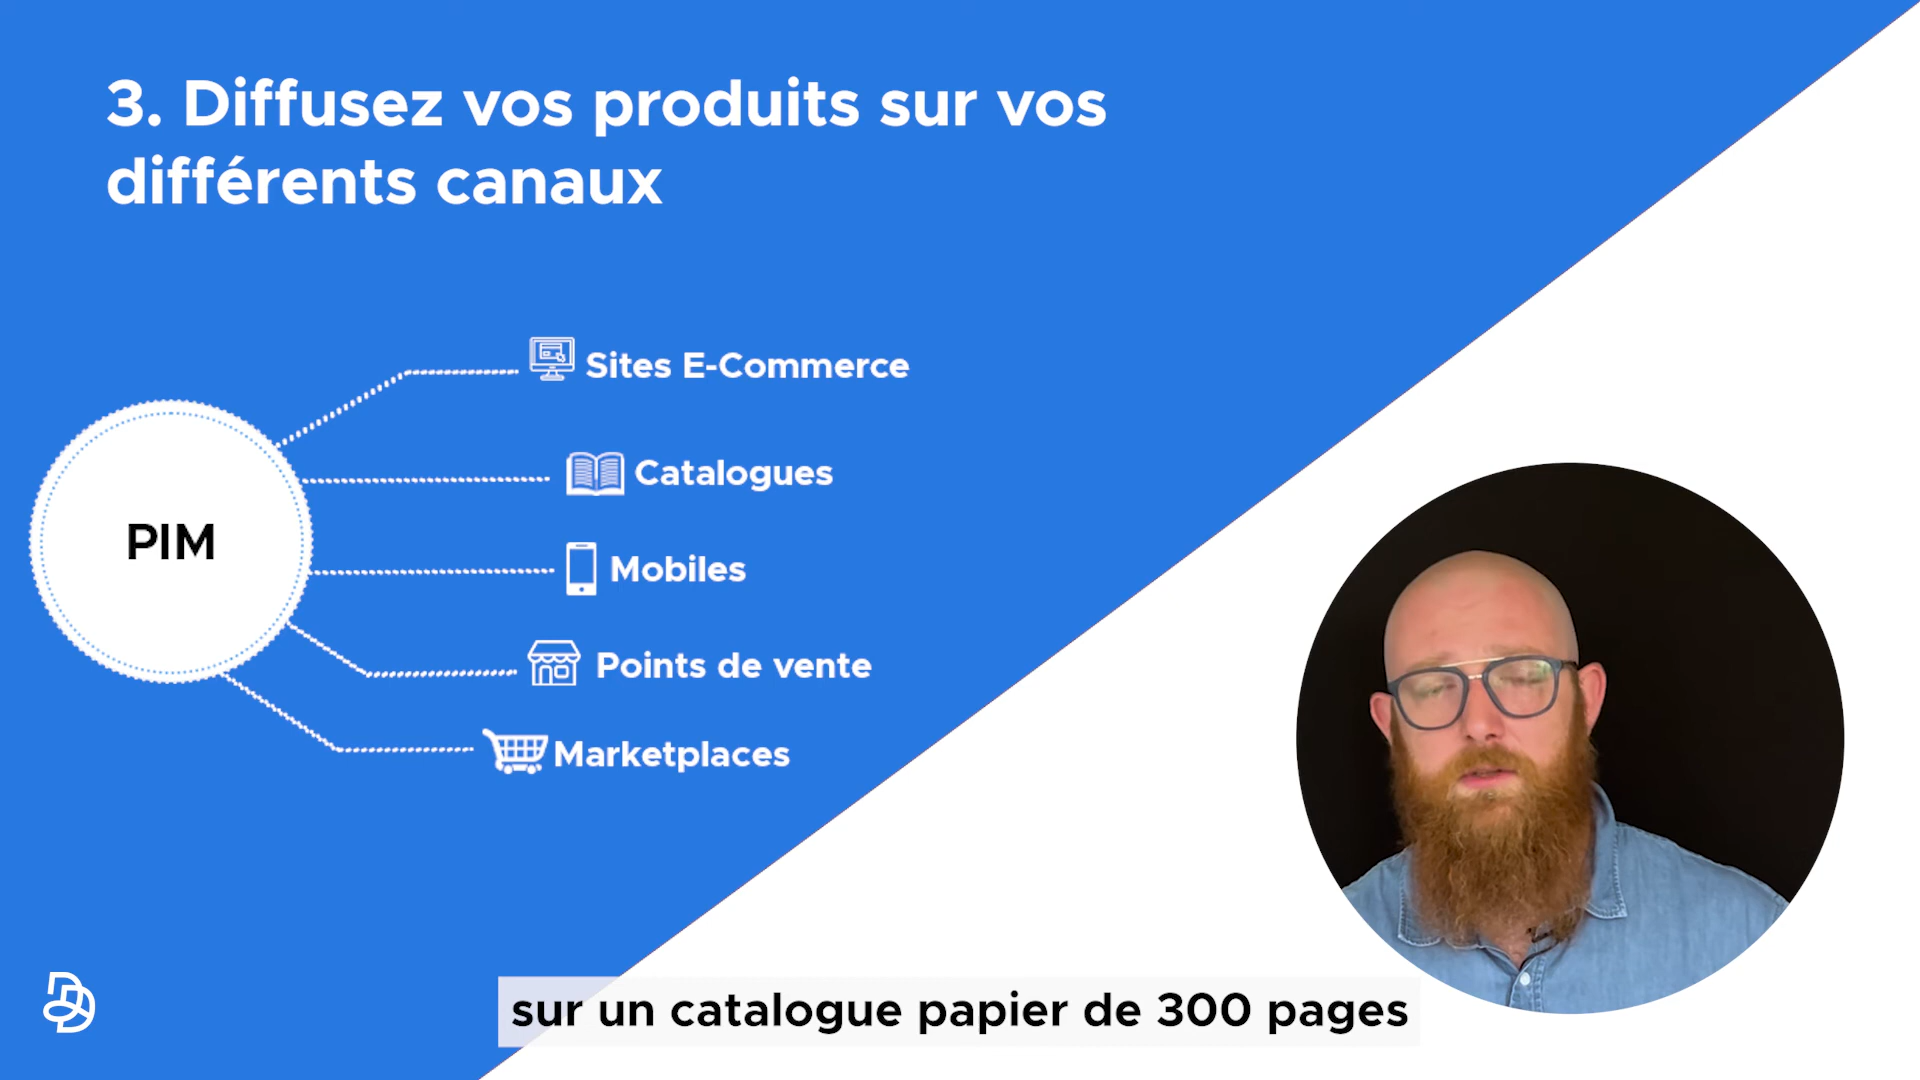 3. Diffusez vos produits sur vos
différents canaux
Sites E-Commerce
Catalogues
PIM
Mobiles
Points de vente
Marketplaces
sur un catalogue papier de 300 pages